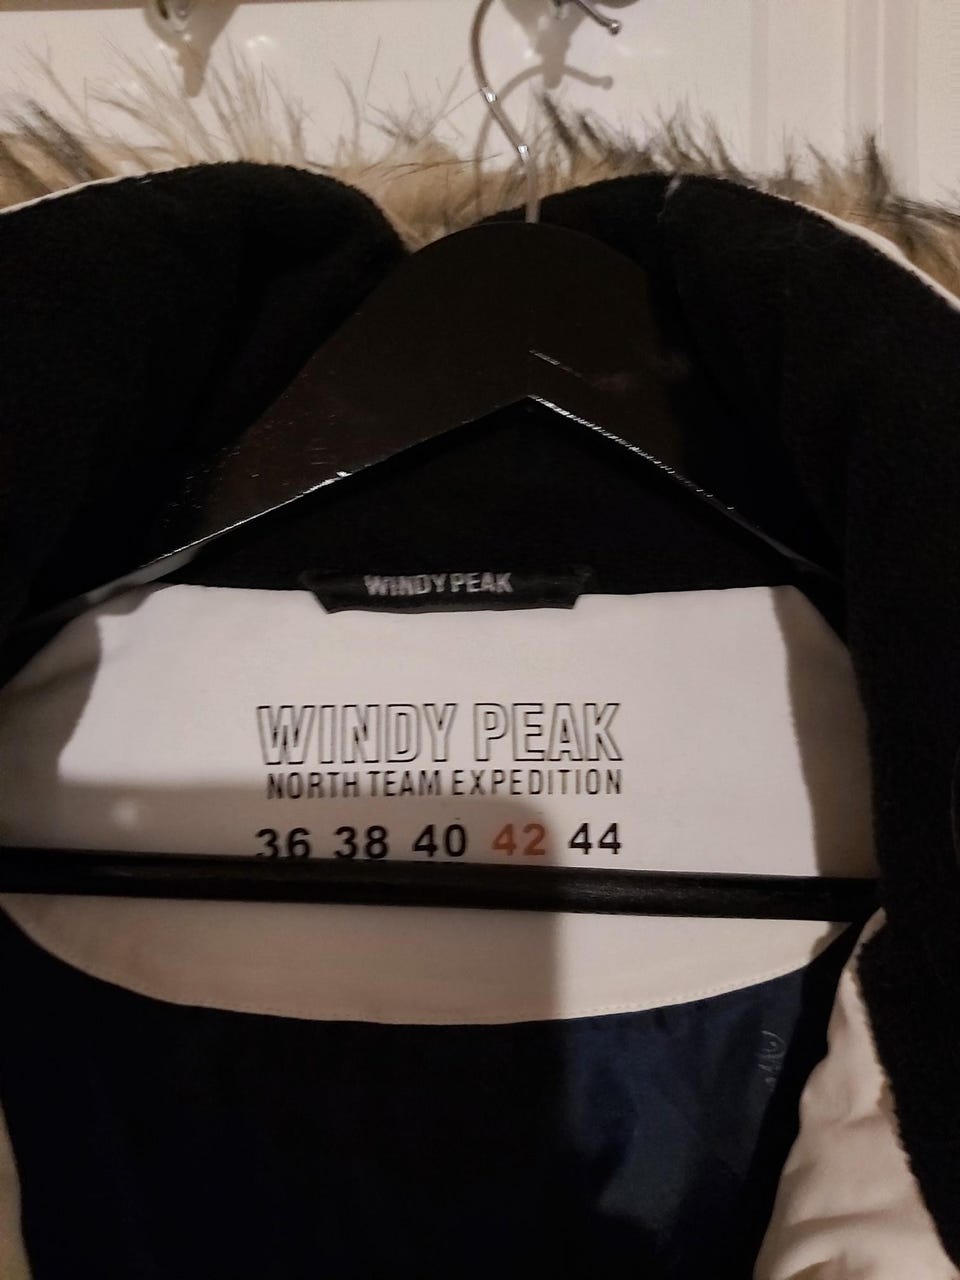 WINDY PEAK
WINDY PEAK
NORTH TEAM EXPEDITION
36 38 40 42 44